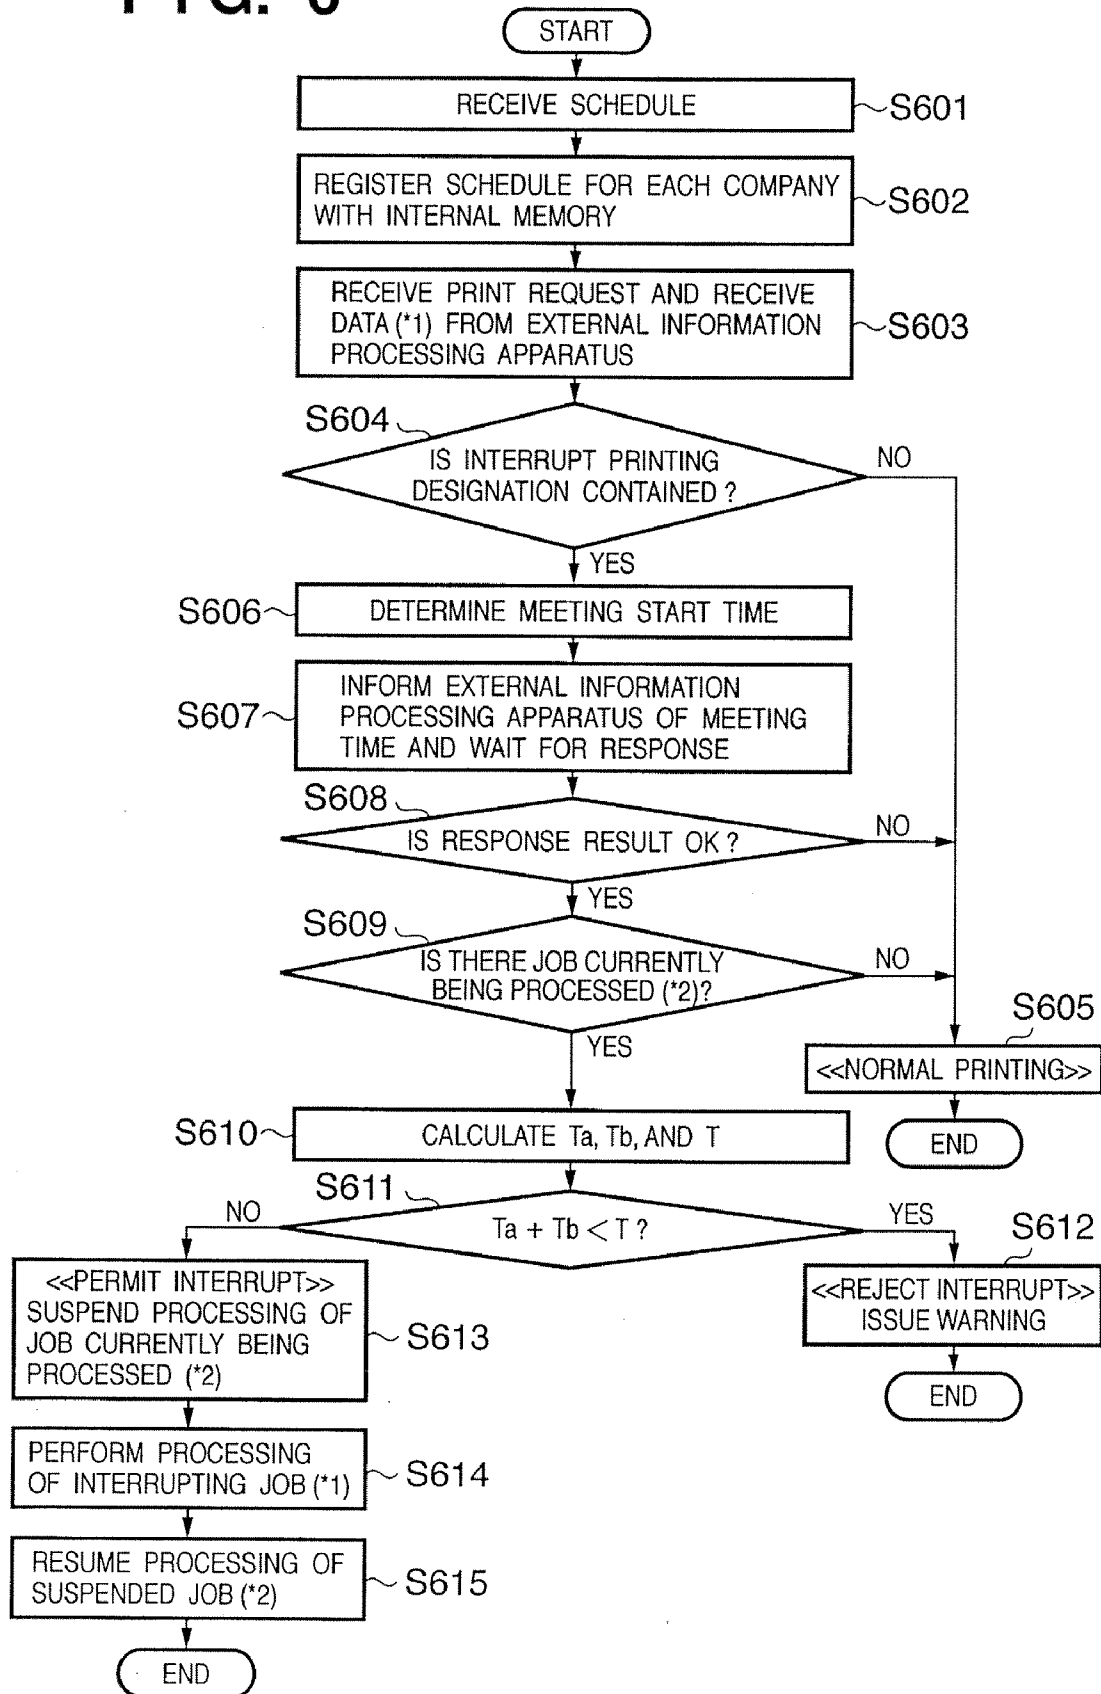 START
RECEIVE SCHEDULE
S601
REGISTER SCHEDULE FOR EACH COMPANY
WITH INTERNAL MEMORY
S602
RECEIVE PRINT REQUEST AND RECEIVE
DATA (*1) FROM EXTERNAL INFORMATION
PROCESSING APPARATUS
S603
S604
IS INTERRUPT PRINTING
DESIGNATION CONTAINED ?
NO
YES
S606
DETERMINE MEETING START TIME
S607
INFORM EXTERNAL INFORMATION
PROCESSING APPARATUS OF MEETING
TIME AND WAIT FOR RESPONSE
S608
IS RESPONSE RESULT OK ?
NO
YES
S609
IS THERE JOB CURRENTLY
BEING PROCESSED (*2)?
NO
YES
S605
<<NORMAL PRINTING>>
END
S610
CALCULATE Ta, Tb, AND T
S611
Ta + Tb < T ?
NO
YES
S612
<<REJECT INTERRUPT>>
ISSUE WARNING
END
<<PERMIT INTERRUPT>>
SUSPEND PROCESSING OF
JOB CURRENTLY BEING
PROCESSED (*2)
S613
PERFORM PROCESSING
OF INTERRUPTING JOB (*1)
S614
RESUME PROCESSING OF
SUSPENDED JOB (*2)
S615
END